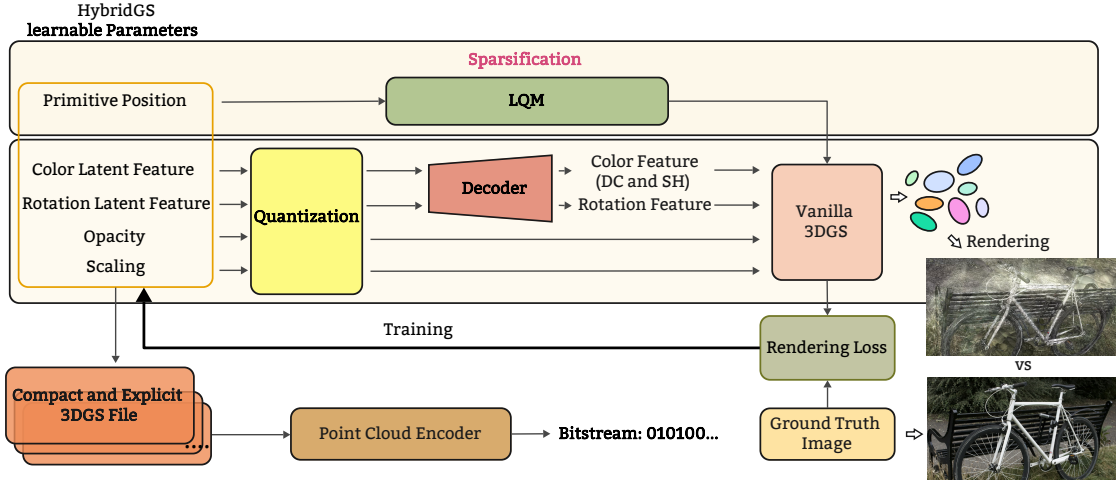 HybridGS
learnable Parameters
Sparsification
Primitive Position
LQM
Color Latent Feature
Rotation Latent Feature
Opacity
Scaling
Quantization
Decoder
Color Feature
(DC and SH)
Rotation Feature
Vanilla
3DGS
Rendering
Training
Rendering Loss
vs
Compact and Explicit
3DGS File
....
Point Cloud Encoder
Bitstream: 010100...
Ground Truth
Image